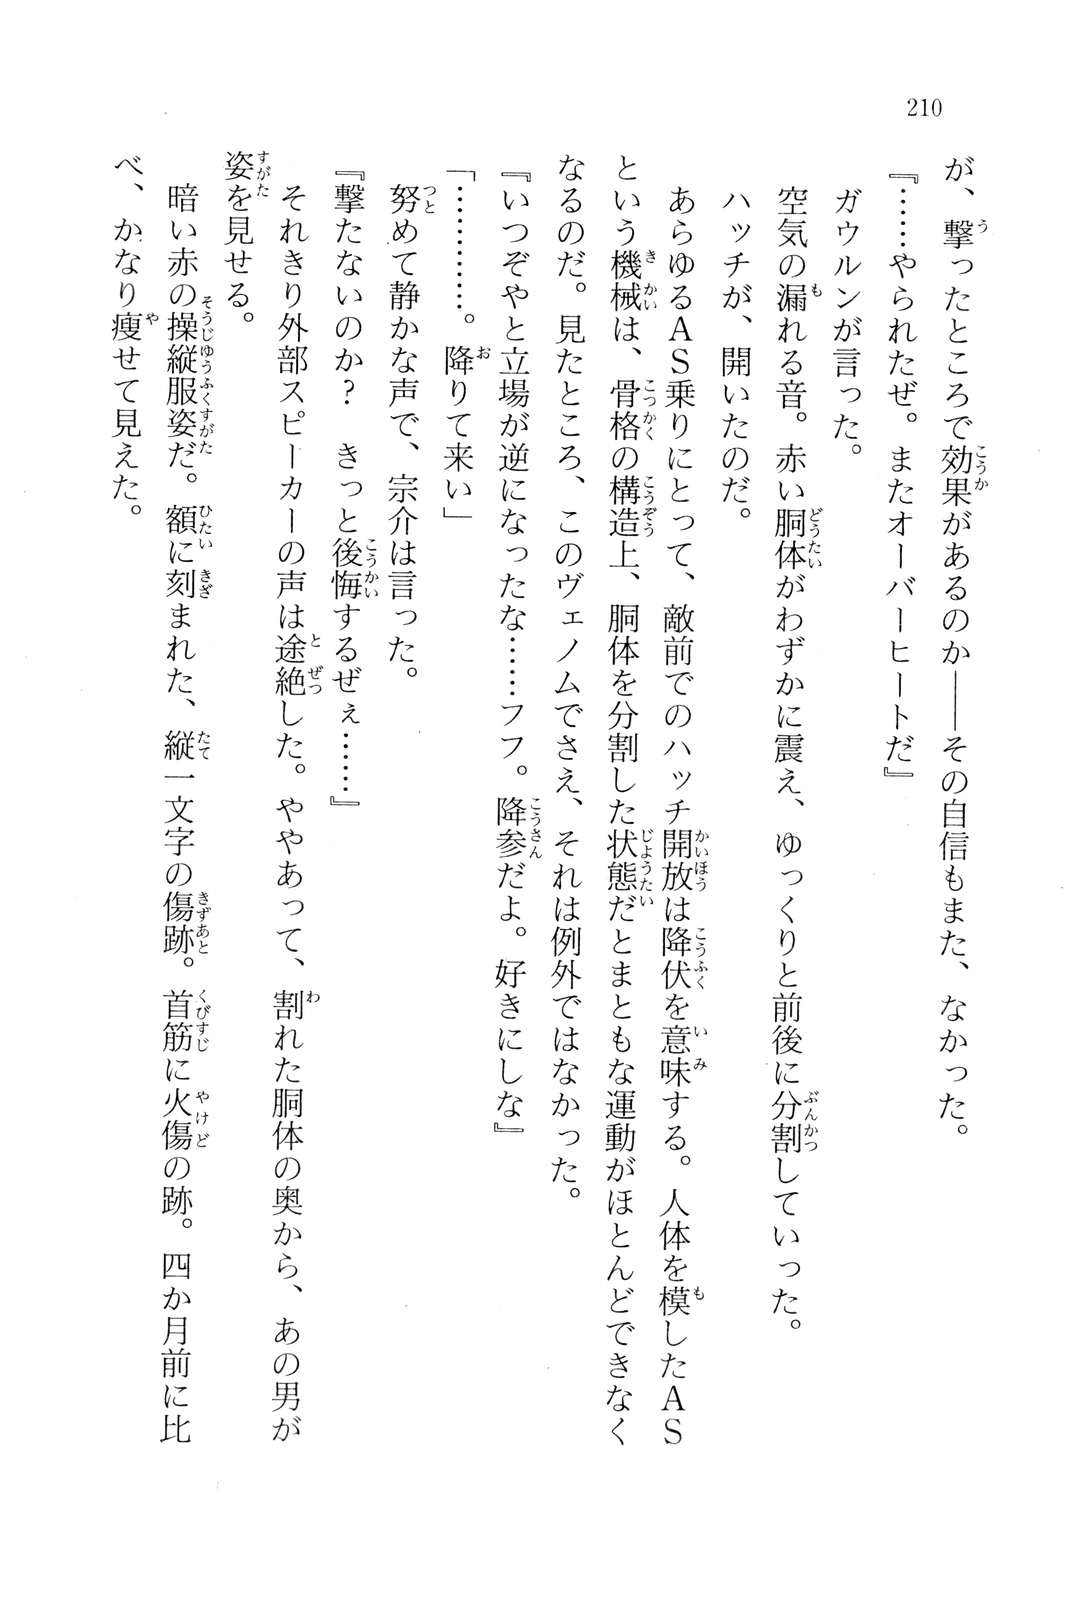 210
が、撃ったところで効果があるのか――その自信もまた、なかった。
『……やられたぜ。またオーバーヒートだ』
ガウルンが言った。
空気の漏れる音。赤い胴体がわずかに震え、ゆっくりと前後に分割していった。
ハッチが、開いたのだ。
あらゆるＡＳ乗りにとって、敵前でのハッチ開放は降伏を意味する。人体を模したＡＳ
という機械は、骨格の構造上、胴体を分割した状態だとまともな運動がほとんどできなく
なるのだ。見たところ、このヴェノムでさえ、それは例外ではなかった。
『いつぞやと立場が逆になったな……フフ。降参だよ。好きにしな』
「…………。降りて来い」
努めて静かな声で、宗介は言った。
『撃たないのか？　きっと後悔するぜぇ……』
それきり外部スピーカーの声は途絶した。ややあって、割れた胴体の奥から、あの男が
姿を見せる。
暗い赤の操縦服姿だ。額に刻まれた、縦一文字の傷跡。首筋に火傷の跡。四か月前に比
べ、かなり痩せて見えた。